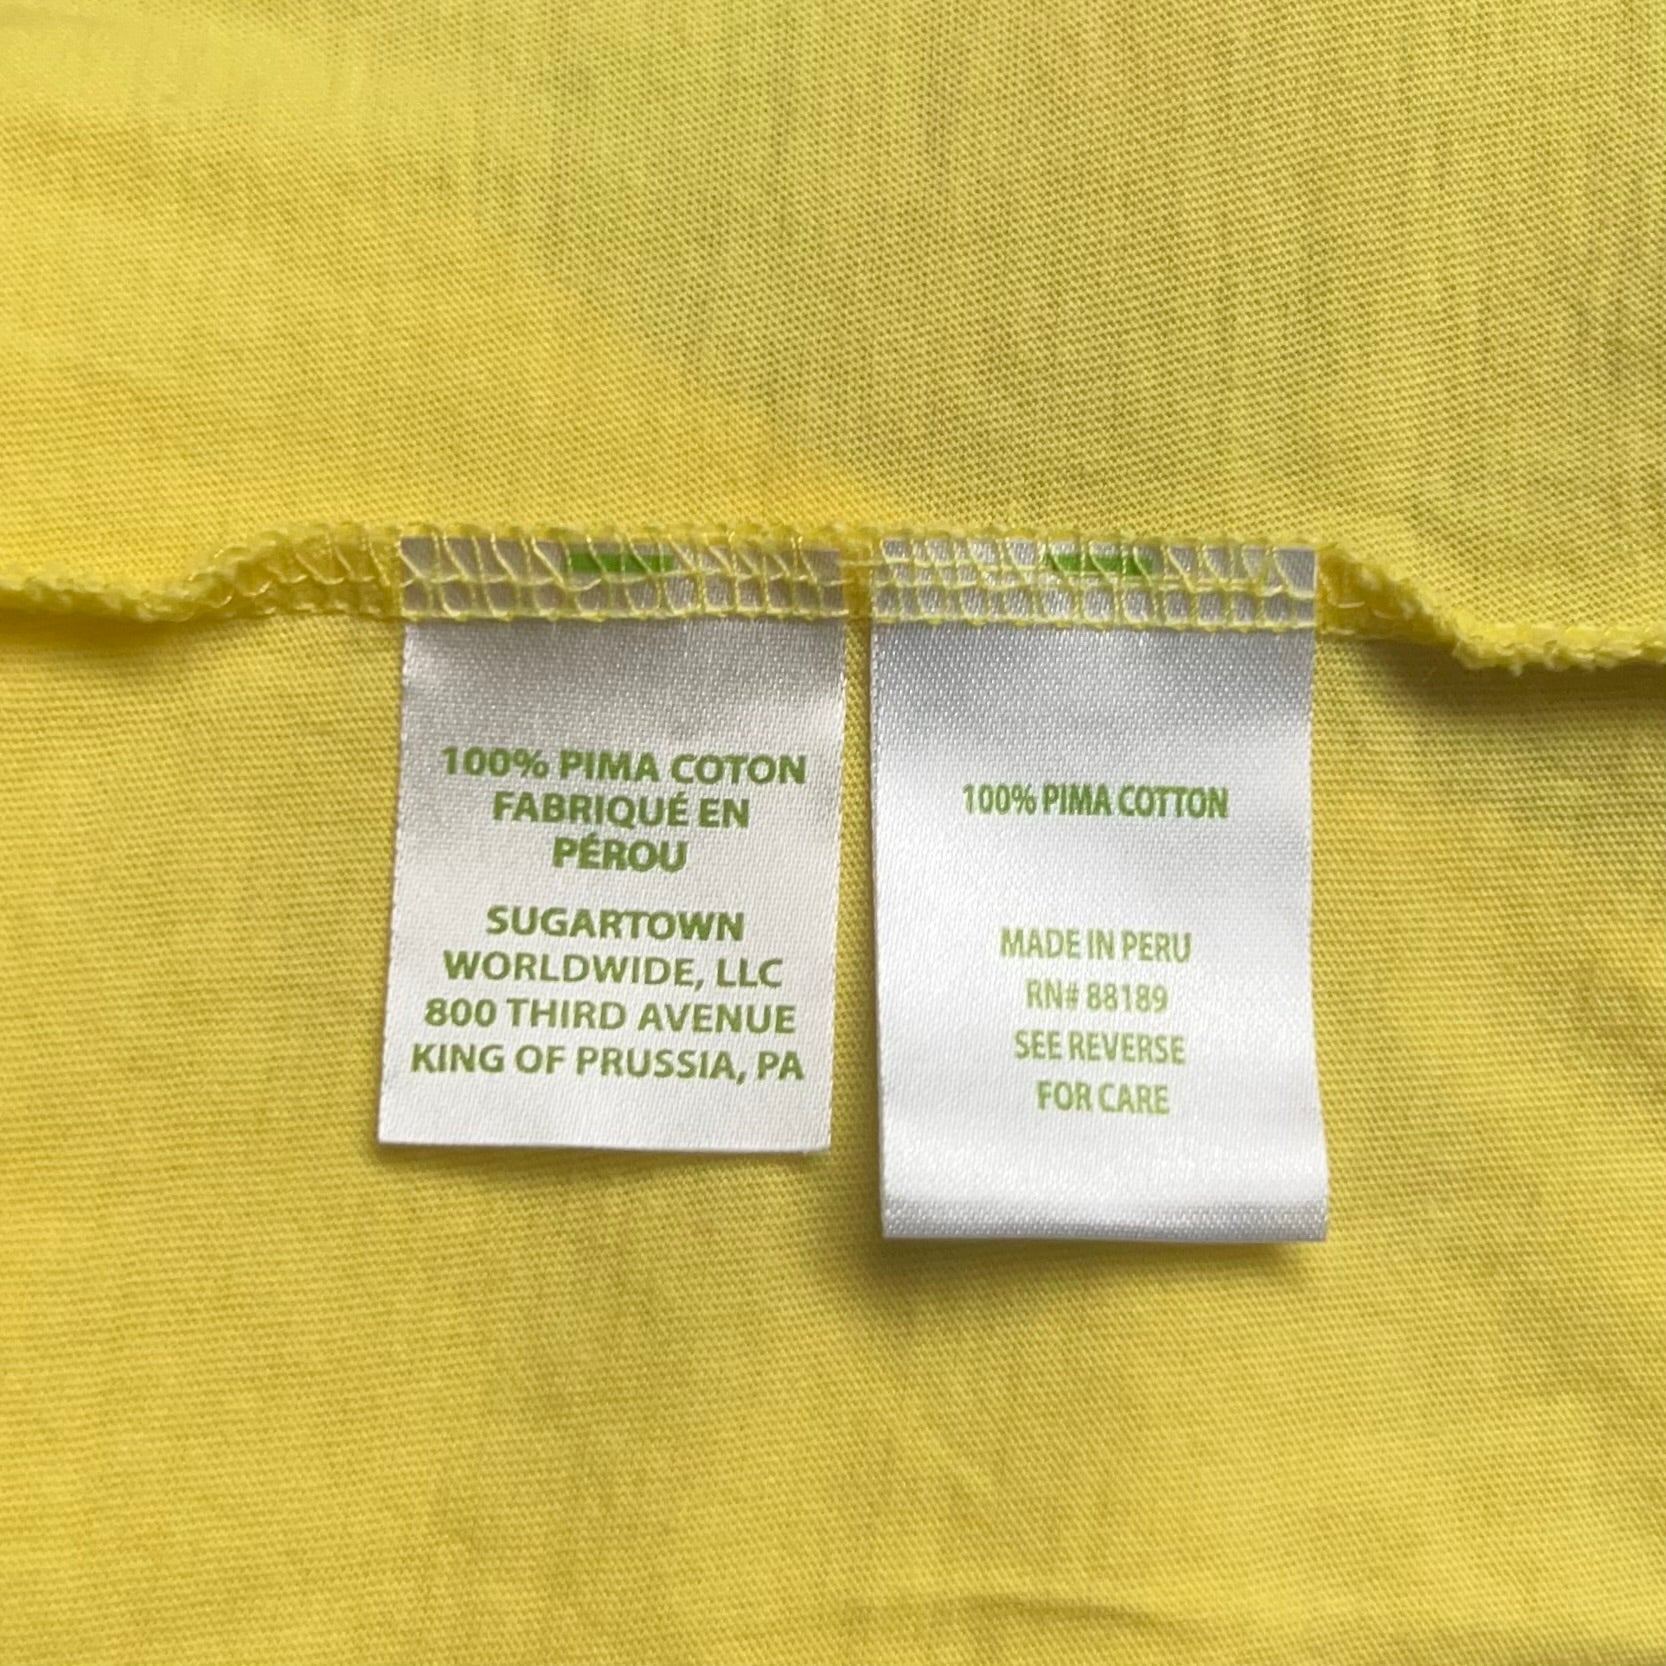 100% PIMA COTON
FABRIQUÉ EN
PÉROU
SUGARTOWN
WORLDWIDE, LLC
800 THIRD AVENUE
KING OF PRUSSIA, PA
100% PIMA COTTON
MADE IN PERU
RN# 88189
SEE REVERSE
FOR CARE